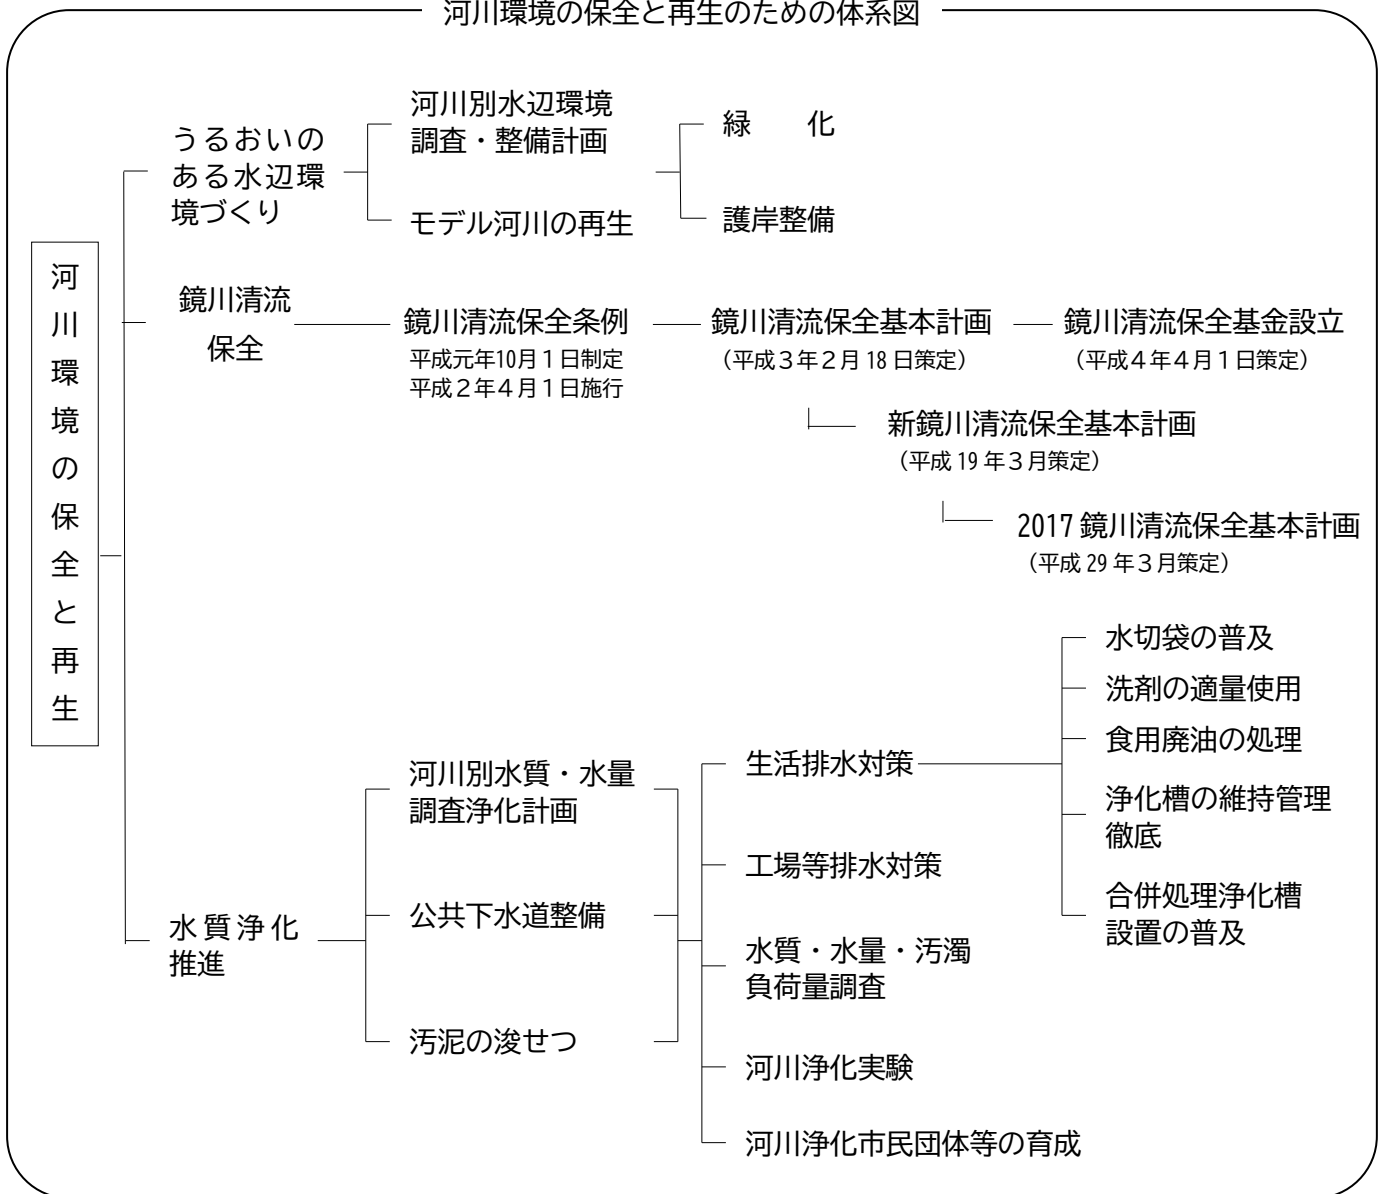 河川環境の保全と再生のための体系図
河川環境の保全と再生
うるおいの
ある水辺環
境づくり
河川別水辺環境
調査・整備計画
モデル河川の再生
緑　　化
護岸整備
鏡川清流
保全
鏡川清流保全条例
平成元年10月１日制定
平成２年４月１日施行
鏡川清流保全基本計画
（平成３年２月18日策定）
鏡川清流保全基金設立
（平成４年４月１日策定）
新鏡川清流保全基本計画
（平成19年３月策定）
2017鏡川清流保全基本計画
（平成29年３月策定）
水質浄化
推進
河川別水質・水量
調査浄化計画
公共下水道整備
汚泥の浚せつ
生活排水対策
工場等排水対策
水質・水量・汚濁
負荷量調査
河川浄化実験
河川浄化市民団体等の育成
水切袋の普及
洗剤の適量使用
食用廃油の処理
浄化槽の維持管理
徹底
合併処理浄化槽
設置の普及